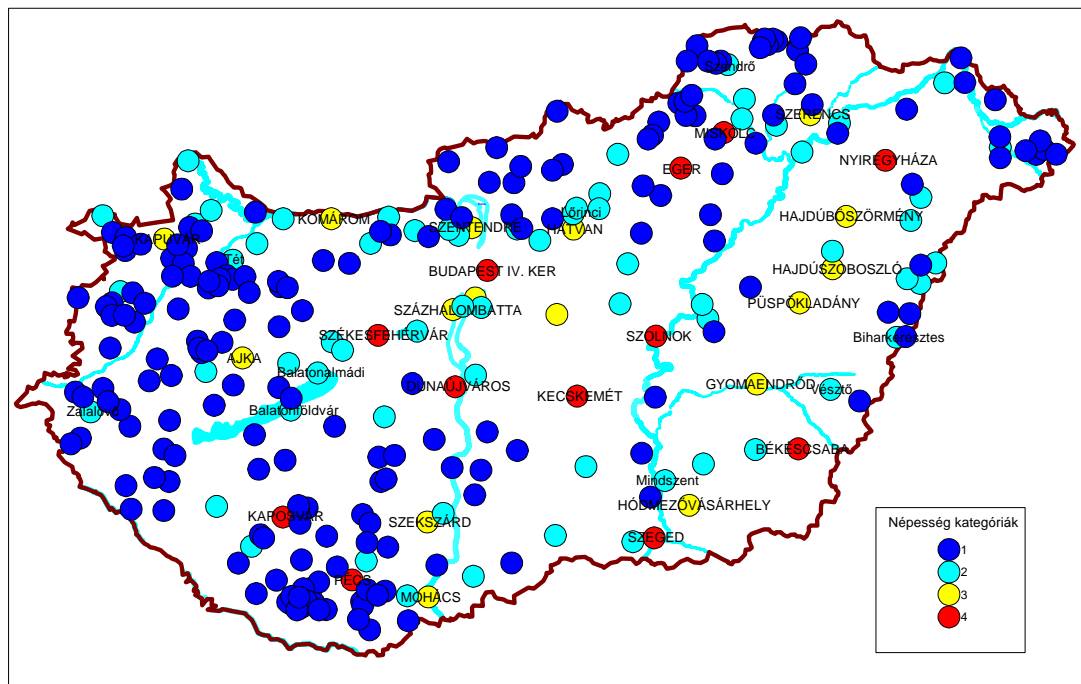 Szendrő
SZERENCS
MISKOLC
EGER
NYIREGYHÁZA
Lőrinci
HATVAN
HAJDÚBÖSZÖRMÉNY
KOMÁROM
SZENTENDRE
KAPUVÁR
Tét
BUDAPEST IV. KER
HAJDÚSZOBOSZLÓ
SZÁZHALOMBATTA
PÜSPÖKLADÁNY
SZÉKESFEHÉRVÁR
SZOLNOK
Biharkeresztes
AJKA
Balatonalmádi
DUNAÚJVÁROS
KECSKEMÉT
GYOMAENDRŐD
Vésztő
Zalalövő
Balatonföldvár
BÉKÉSCSABA
Mindszent
HÓDMEZŐVÁSÁRHELY
KAPOSVÁR
SZEKSZÁRD
SZEGED
PÉCS
MOHÁCS
Népesség kategóriák
1
2
3
4